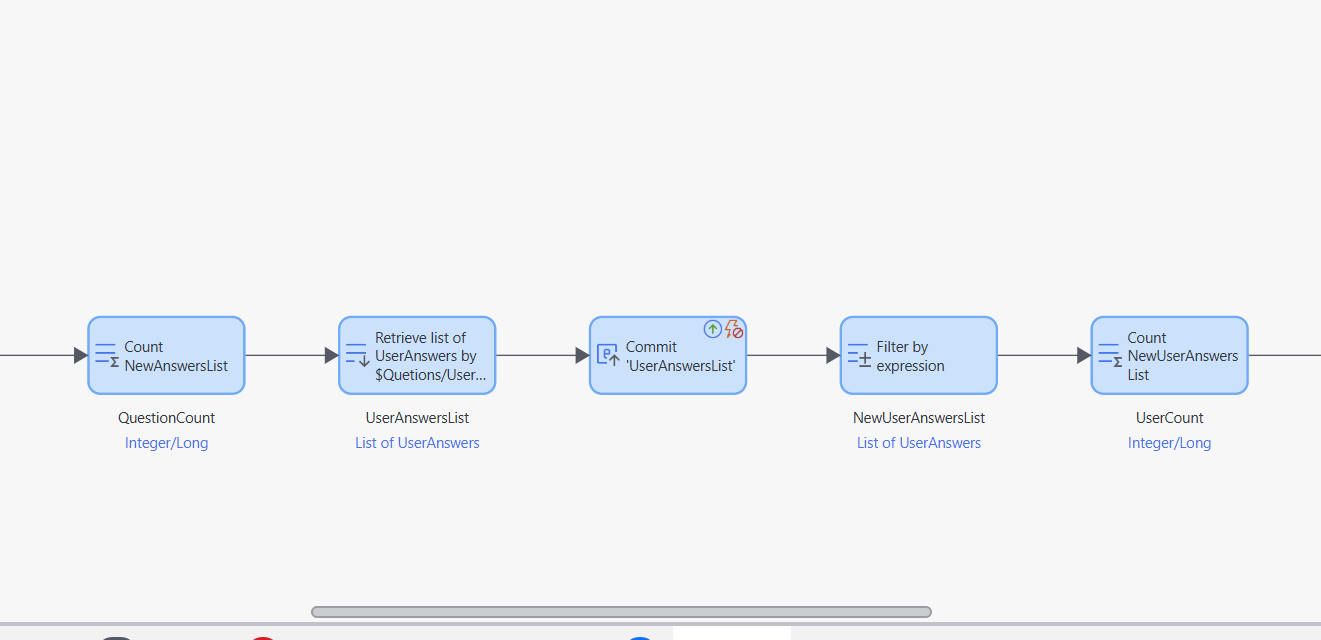 Count
NewAnswersList
QuestionCount
Integer/Long
Retrieve list of
UserAnswers by
$Quetions/User...
UserAnswersList
List of UserAnswers
Commit
'UserAnswersList'
Filter by
expression
NewUserAnswersList
List of UserAnswers
Count
NewUserAnswers
List
UserCount
Integer/Long